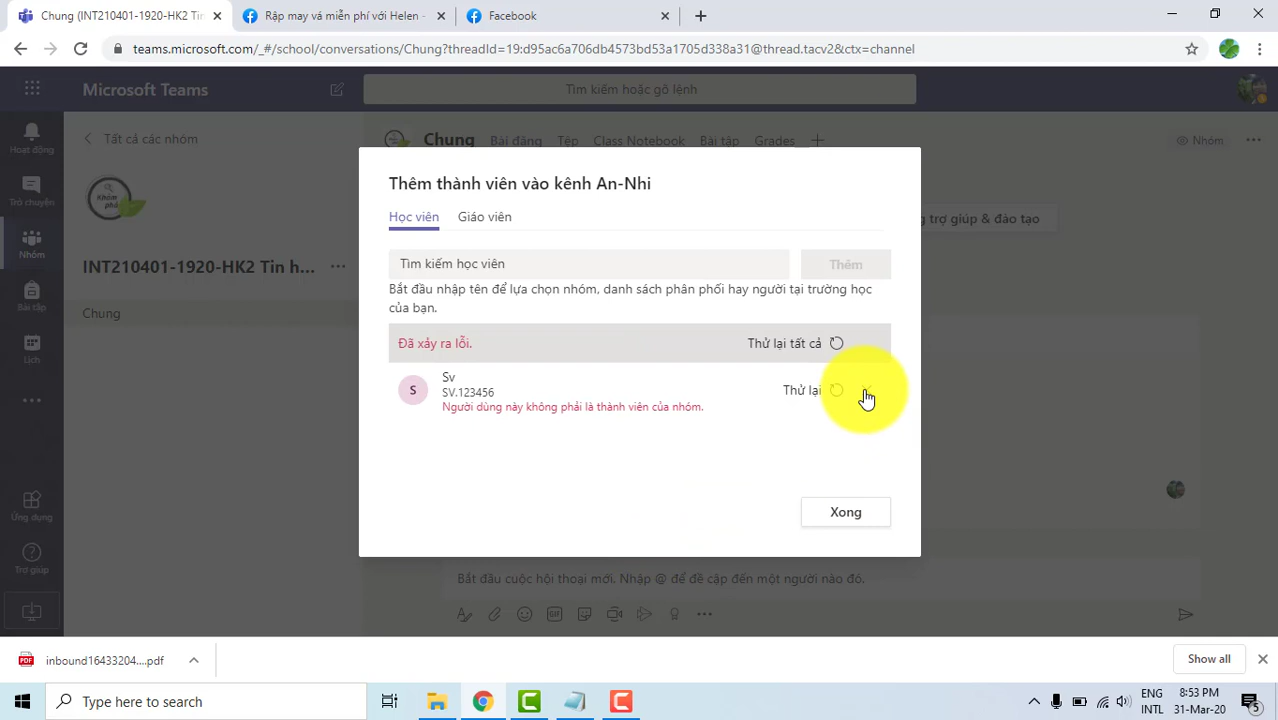 Chung (INT210401-1920-HK2 Tin h
Rập may vá miễn phí với Helen -
Facebook
teams.microsoft.com/_#/school/conversations/Chung?threadId=19:d95ac6a706db4573bd53a1705d338a31@thread.tacv2&ctx=channel
Microsoft Teams
Tìm kiếm hoặc gõ lệnh
Hoạt động
Trò chuyện
Nhóm
Bài tập
Lịch
Ứng dụng
Trợ giúp
Tất cả các nhóm
Khám phá
INT210401-1920-HK2 Tin h...
Chung
Chung
Bài đăng
Tệp
Class Notebook
Bài tập
Grades
Nhóm
trợ giúp & đào tạo
Thêm thành viên vào kênh An-Nhi
Học viên
Giáo viên
Tìm kiếm học viên
Thêm
Bắt đầu nhập tên để lựa chọn nhóm, danh sách phân phối hay người tại trường học
của bạn.
Đã xảy ra lỗi.
Thử lại tất cả
S
Sv
SV.123456
Người dùng này không phải là thành viên của nhóm.
Thử lại
Xong
Bắt đầu cuộc hội thoại mới. Nhập @ để đề cập đến một người nào đó.
GIF
PDF
inbound16433204....pdf
Show all
Type here to search
ENG
INTL
8:53 PM
31-Mar-20
5